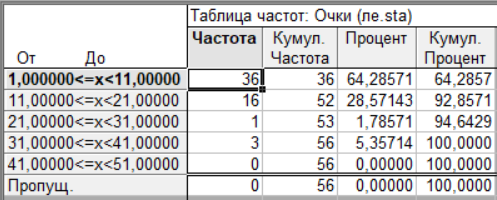 Таблица частот: Очки (ле.sta)
Частота Кумул. Процент Кумул.
От До Частота Процент
1,000000<=x<11,00000 36 36 64,28571 64,2857
11,00000<=x<21,00000 16 52 28,57143 92,8571
21,00000<=x<31,00000 1 53 1,78571 94,6429
31,00000<=x<41,00000 3 56 5,35714 100,0000
41,00000<=x<51,00000 0 56 0,00000 100,0000
Пропущ. 0 56 0,00000 100,0000